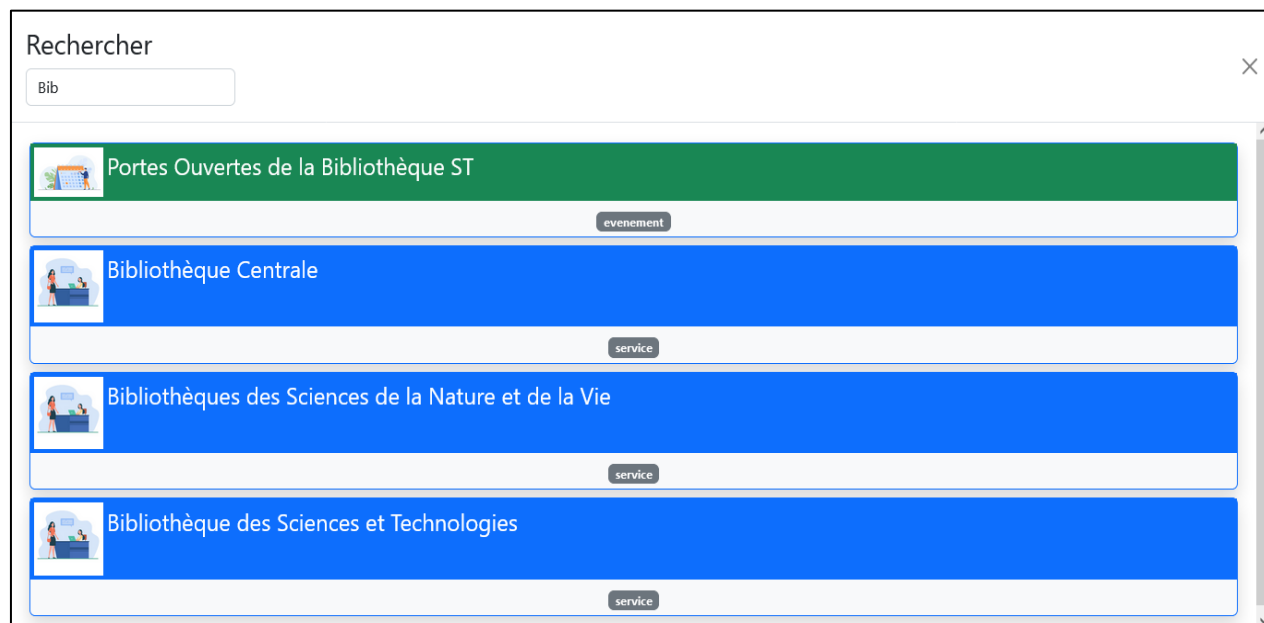 Rechercher
Bib
Portes Ouvertes de la Bibliothèque ST
evenement
Bibliothèque Centrale
service
Bibliothèques des Sciences de la Nature et de la Vie
service
Bibliothèque des Sciences et Technologies
service